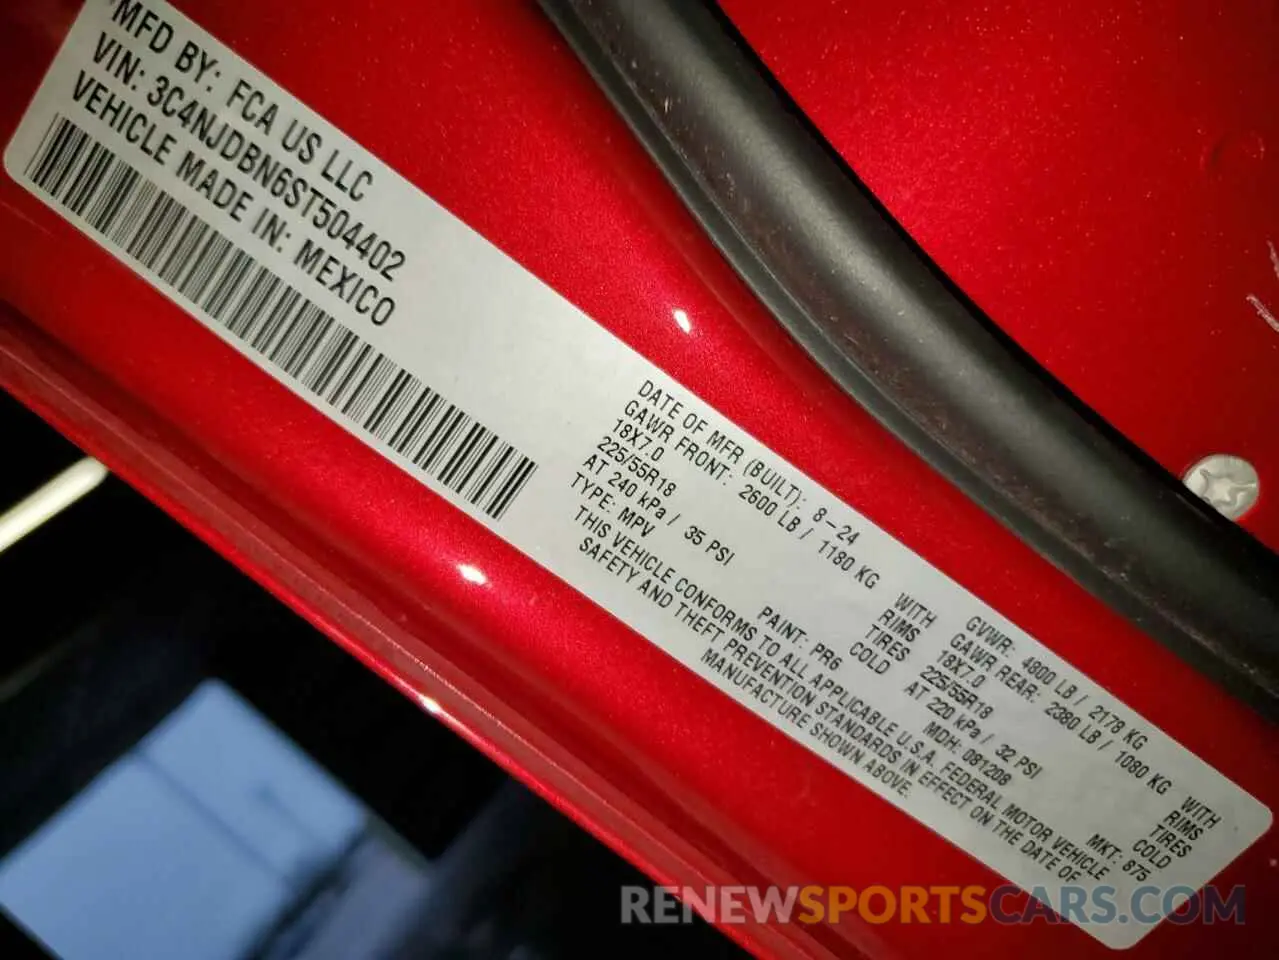 MFD BY: FCA US LLC
VIN: 3C4NJDBN6ST504402
VEHICLE MADE IN: MEXICO
DATE OF MFR (BUILT): 8-24 GVWR: 4800 LB / 2178 KG
GAWR FRONT: 2600 LB / 1180 KG WITH GAWR REAR: 2380 LB / 1080 KG WITH
18X7.0 RIMS 18X7.0 RIMS
225/55R18 TIRES 225/55R18 TIRES
AT 240 kPa / 35 PSI COLD AT 220 kPa / 32 PSI COLD
TYPE: MPV PAINT: PR6 MDH: 081208 MKT: 875
THIS VEHICLE CONFORMS TO ALL APPLICABLE U.S.A. FEDERAL MOTOR VEHICLE
SAFETY AND THEFT PREVENTION STANDARDS IN EFFECT ON THE DATE OF
MANUFACTURE SHOWN ABOVE.
RENEWSPORTSCARS.COM